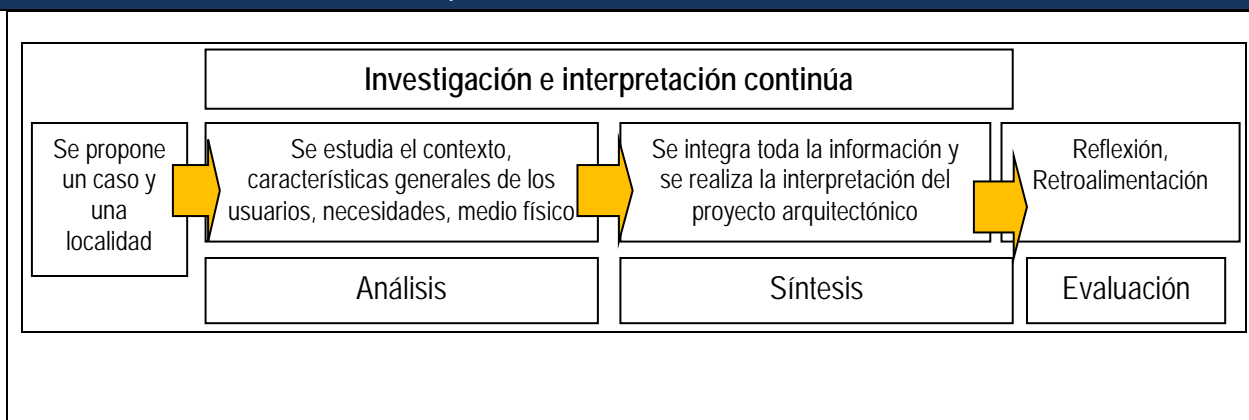 Investigación e interpretación continúa
Se propone
un caso y
una
localidad
Se estudia el contexto,
características generales de los
usuarios, necesidades, medio físico
Se integra toda la información y
se realiza la interpretación del
proyecto arquitectónico
Reflexión,
Retroalimentación
Análisis
Síntesis
Evaluación